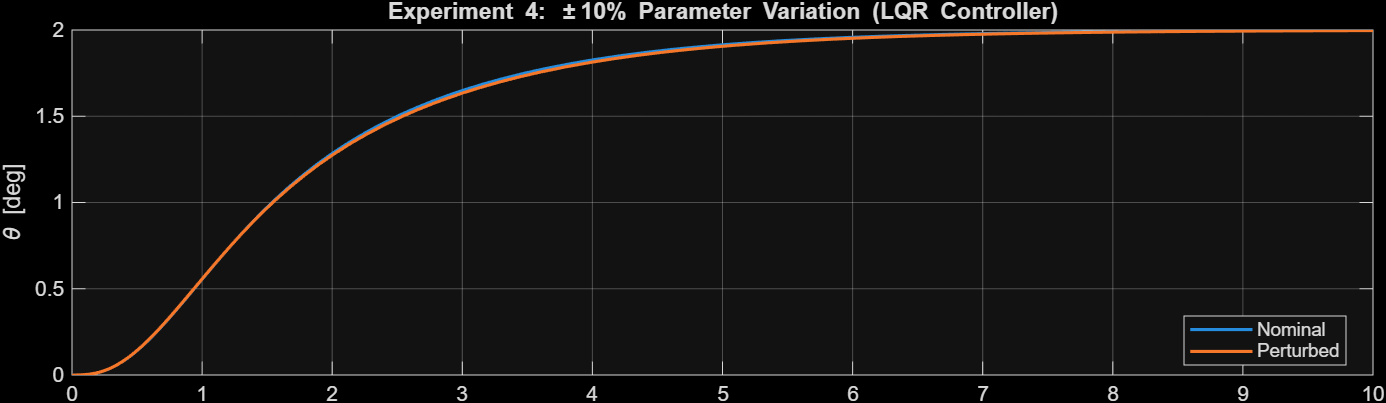 Experiment 4: ±10% Parameter Variation (LQR Controller)
2
1.5
1
0.5
0
θ [deg]
Nominal
Perturbed
0 1 2 3 4 5 6 7 8 9 10